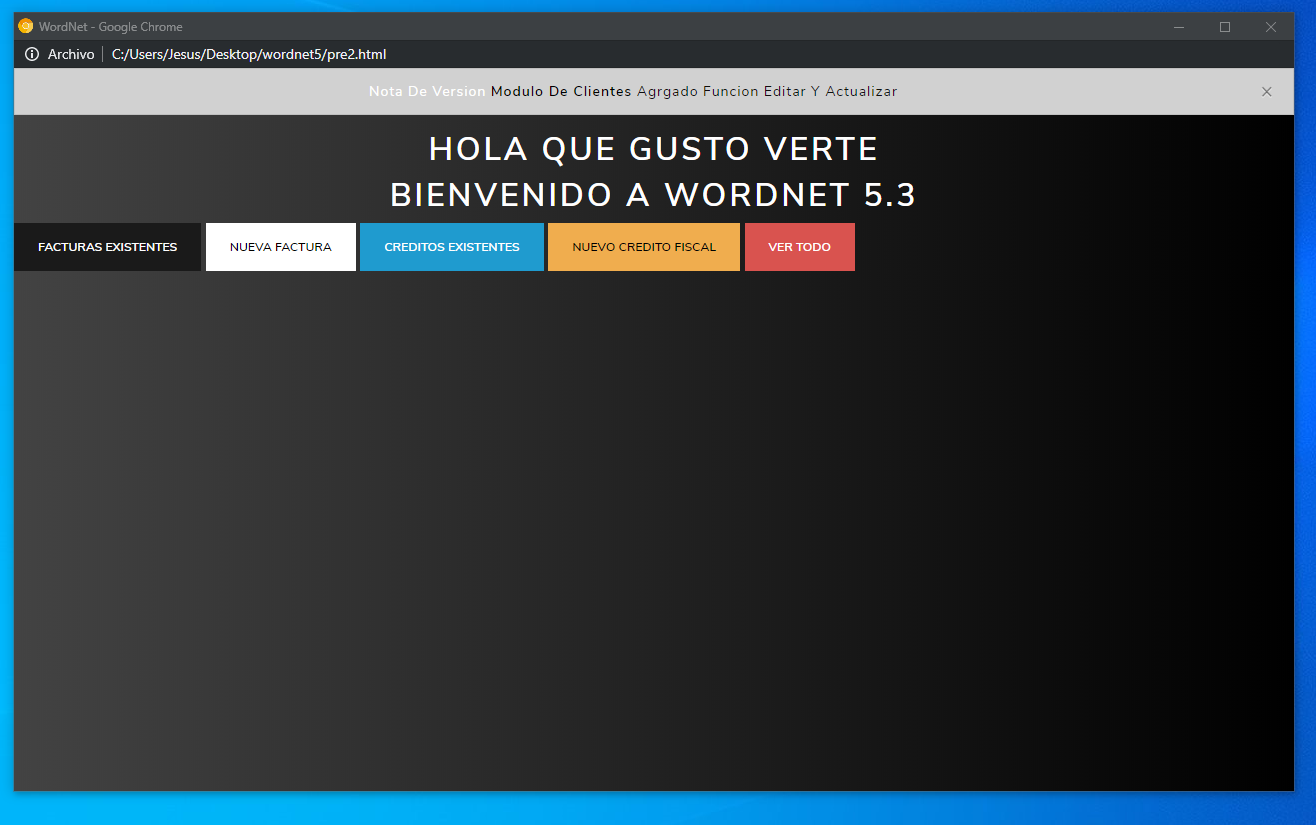 WordNet - Google Chrome
Archivo C:/Users/Jesus/Desktop/wordnet5/pre2.html
Nota De Version Modulo De Clientes Agrgado Funcion Editar Y Actualizar
HOLA QUE GUSTO VERTE
BIENVENIDO A WORDNET 5.3
FACTURAS EXISTENTES NUEVA FACTURA CREDITOS EXISTENTES NUEVO CREDITO FISCAL VER TODO